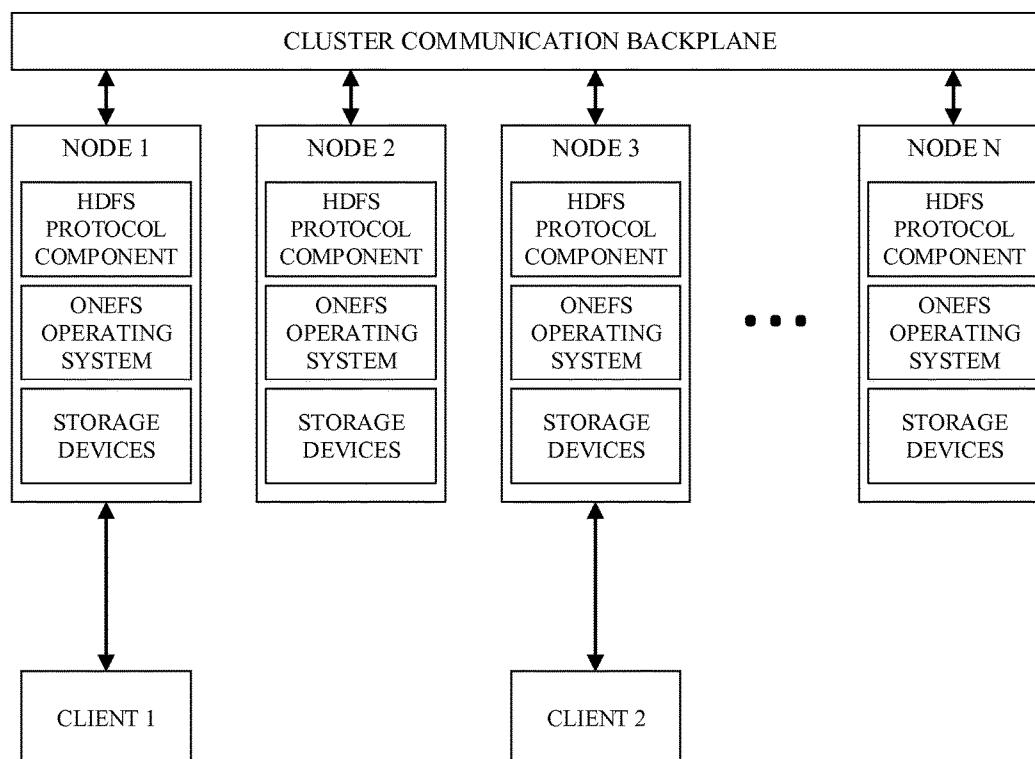 CLUSTER COMMUNICATION BACKPLANE
NODE 1
HDFS
PROTOCOL
COMPONENT
ONEFS
OPERATING
SYSTEM
STORAGE
DEVICES
NODE 2
HDFS
PROTOCOL
COMPONENT
ONEFS
OPERATING
SYSTEM
STORAGE
DEVICES
NODE 3
HDFS
PROTOCOL
COMPONENT
ONEFS
OPERATING
SYSTEM
STORAGE
DEVICES
NODE N
HDFS
PROTOCOL
COMPONENT
ONEFS
OPERATING
SYSTEM
STORAGE
DEVICES
CLIENT 1
CLIENT 2